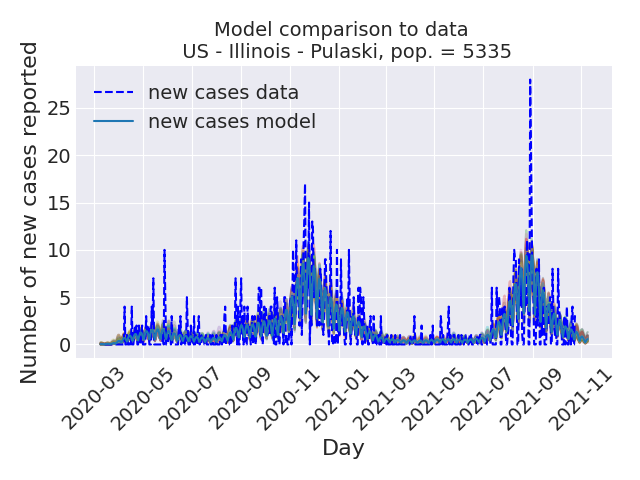 Model comparison to data
US - Illinois - Pulaski, pop. = 5335
Number of new cases reported
25
20
15
10
5
0
new cases data
new cases model
2020-03
2020-05
2020-07
2020-09
2020-11
2021-01
2021-03
2021-05
2021-07
2021-09
2021-11
Day